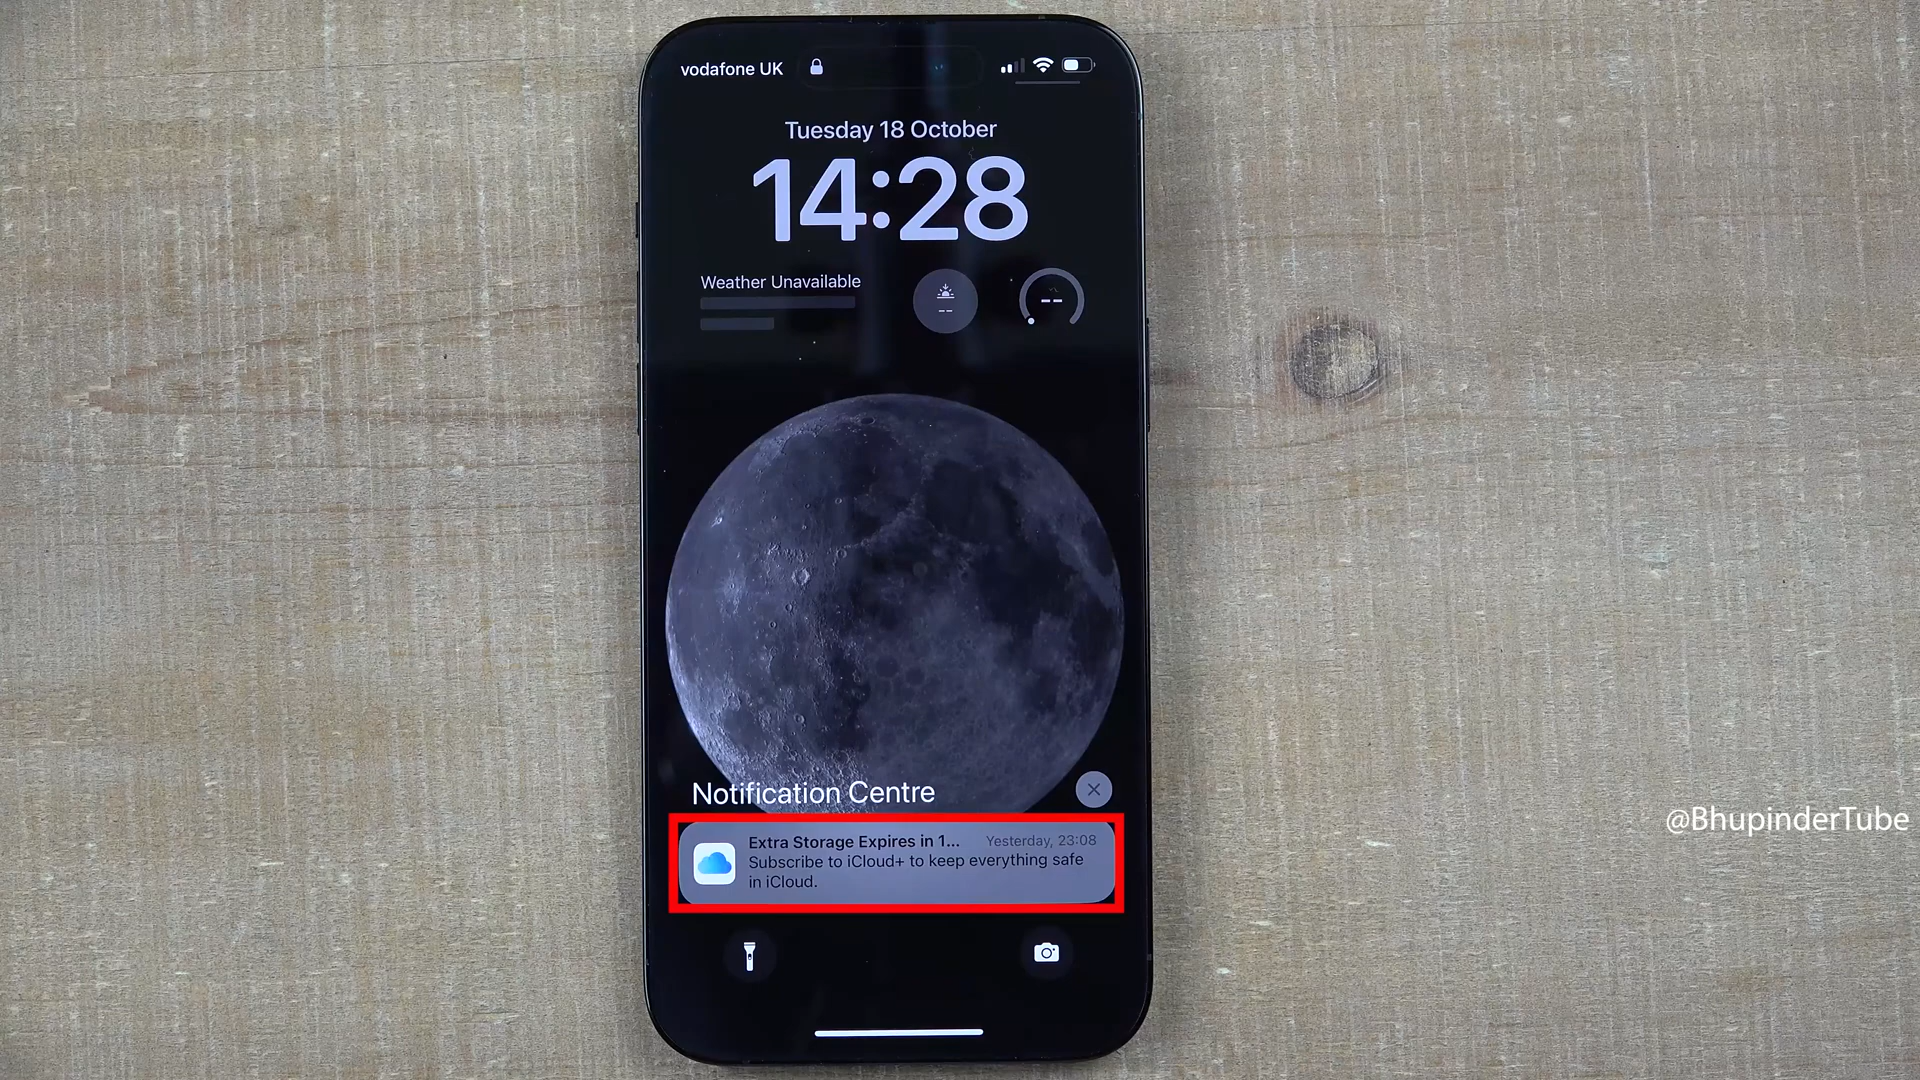 vodafone UK
Tuesday 18 October
14:28
Weather Unavailable
--
--
Notification Centre
Extra Storage Expires in 1... Yesterday, 23:08
Subscribe to iCloud+ to keep everything safe
in iCloud.
@BhupinderTube